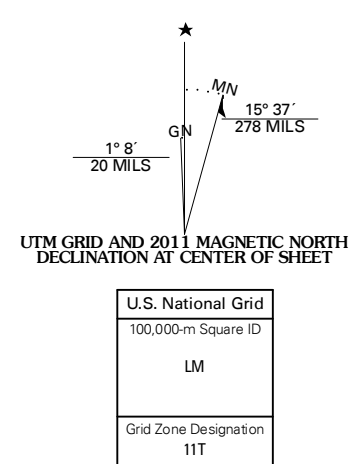 ★
MN
15° 37´
278 MILS
GN
1° 8´
20 MILS
UTM GRID AND 2011 MAGNETIC NORTH
DECLINATION AT CENTER OF SHEET
U.S. National Grid
100,000-m Square ID
LM
Grid Zone Designation
11T